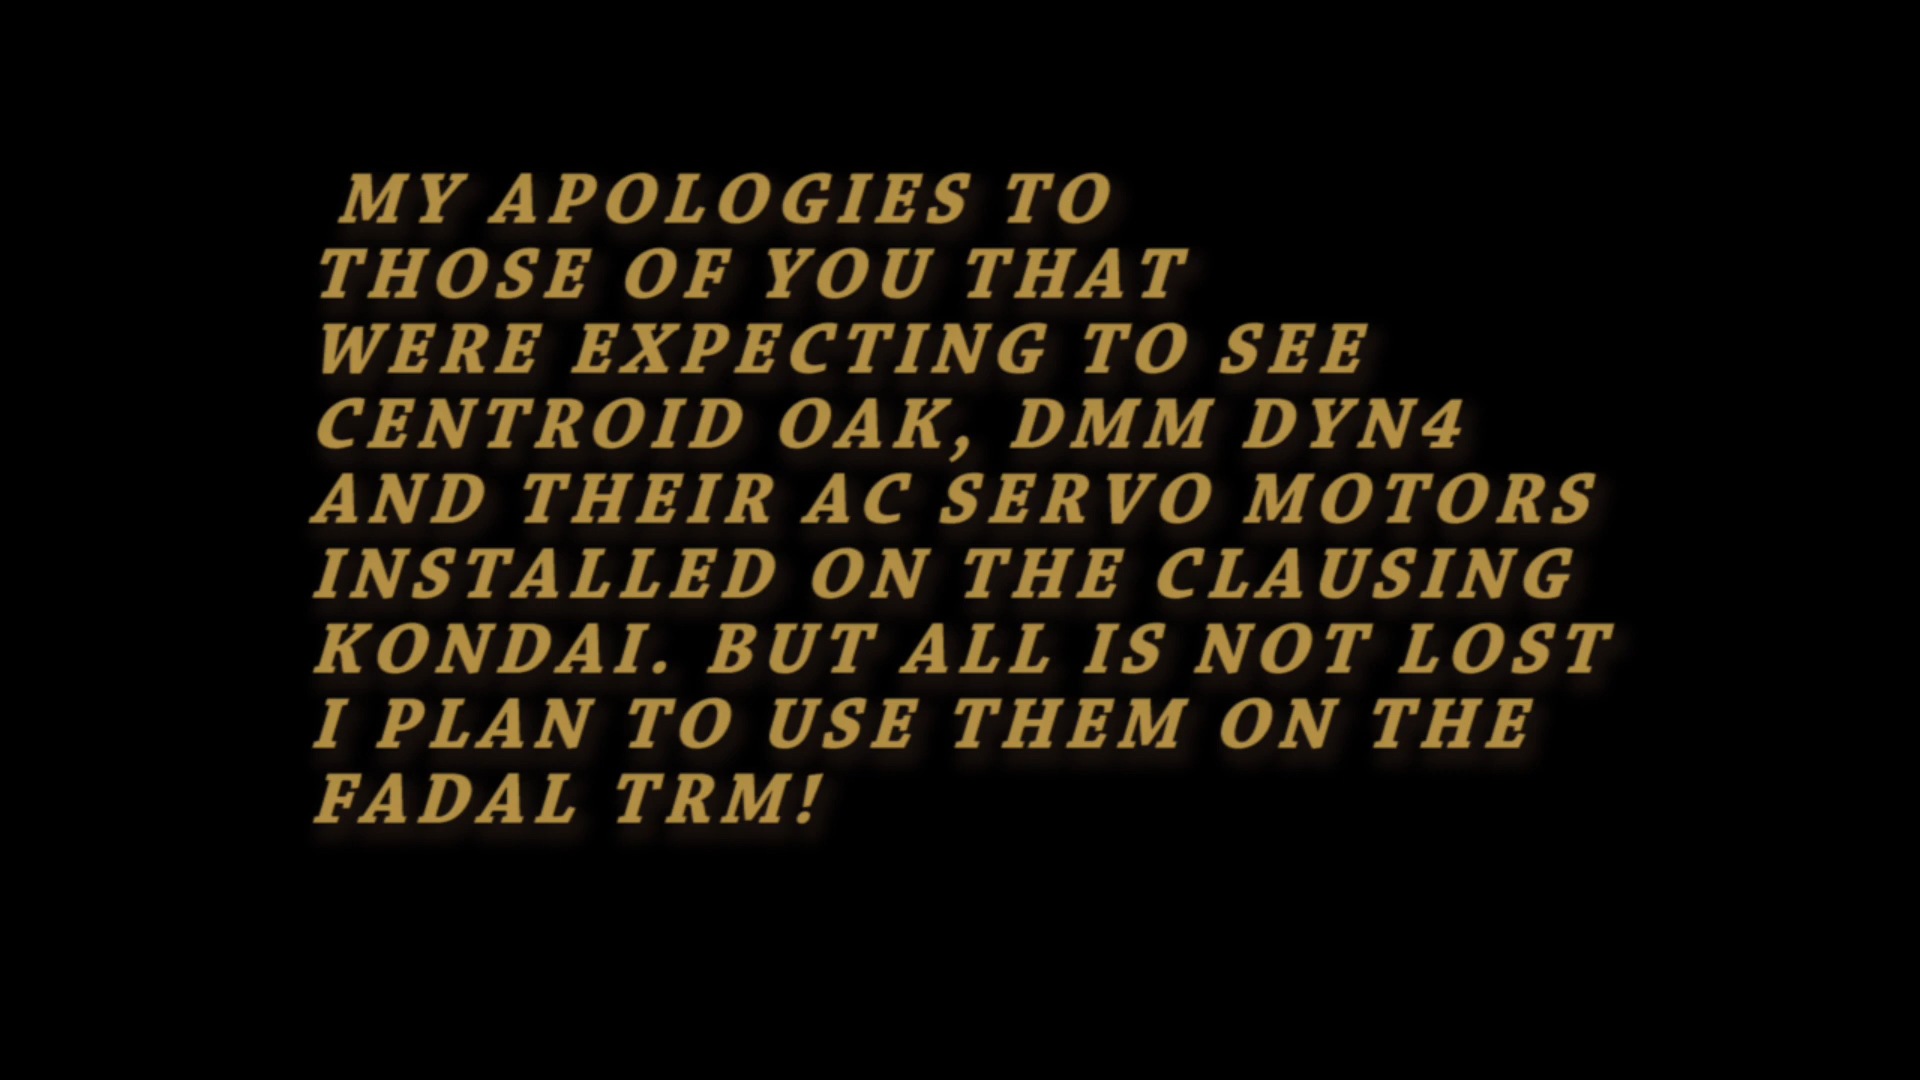 MY APOLOGIES TO
THOSE OF YOU THAT
WERE EXPECTING TO SEE
CENTROID OAK, DMM DYN4
AND THEIR AC SERVO MOTORS
INSTALLED ON THE CLAUSING
KONDAI. BUT ALL IS NOT LOST
I PLAN TO USE THEM ON THE
FADAL TRM!